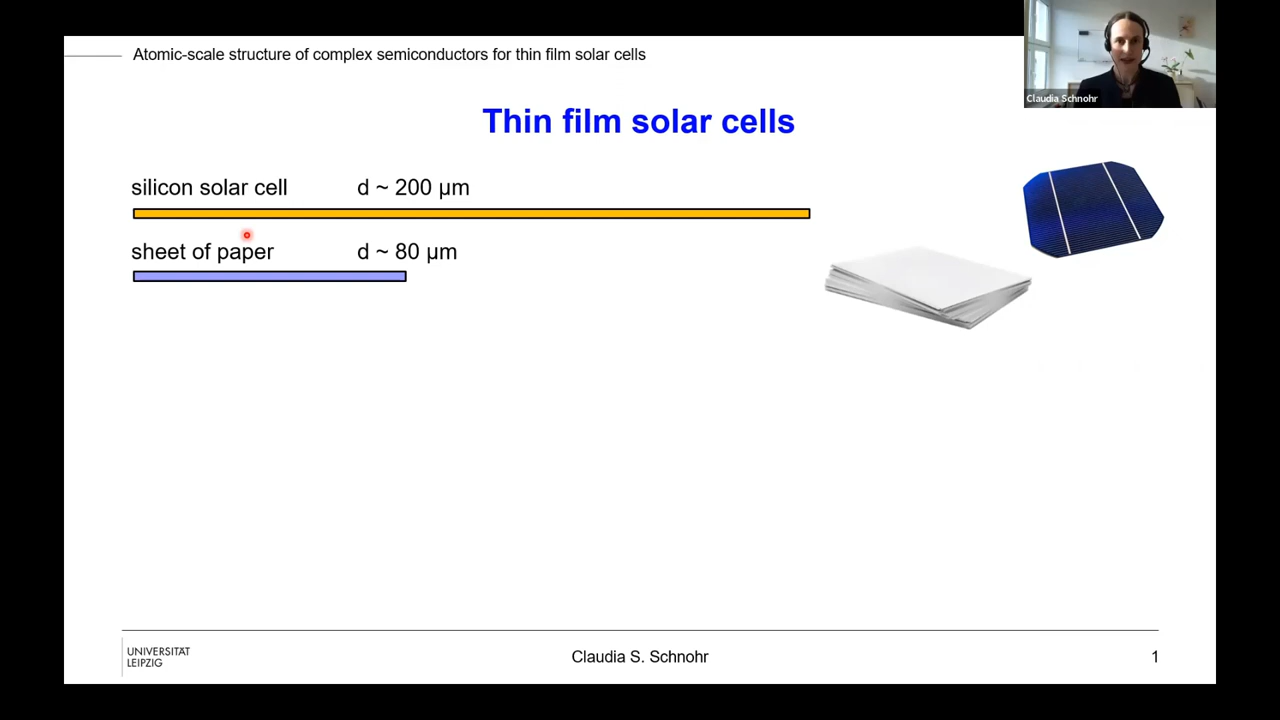 Atomic-scale structure of complex semiconductors for thin film solar cells
Claudia Schnohr
Thin film solar cells
silicon solar cell d ~ 200 µm
sheet of paper d ~ 80 µm
UNIVERSITÄT
LEIPZIG
Claudia S. Schnohr
1